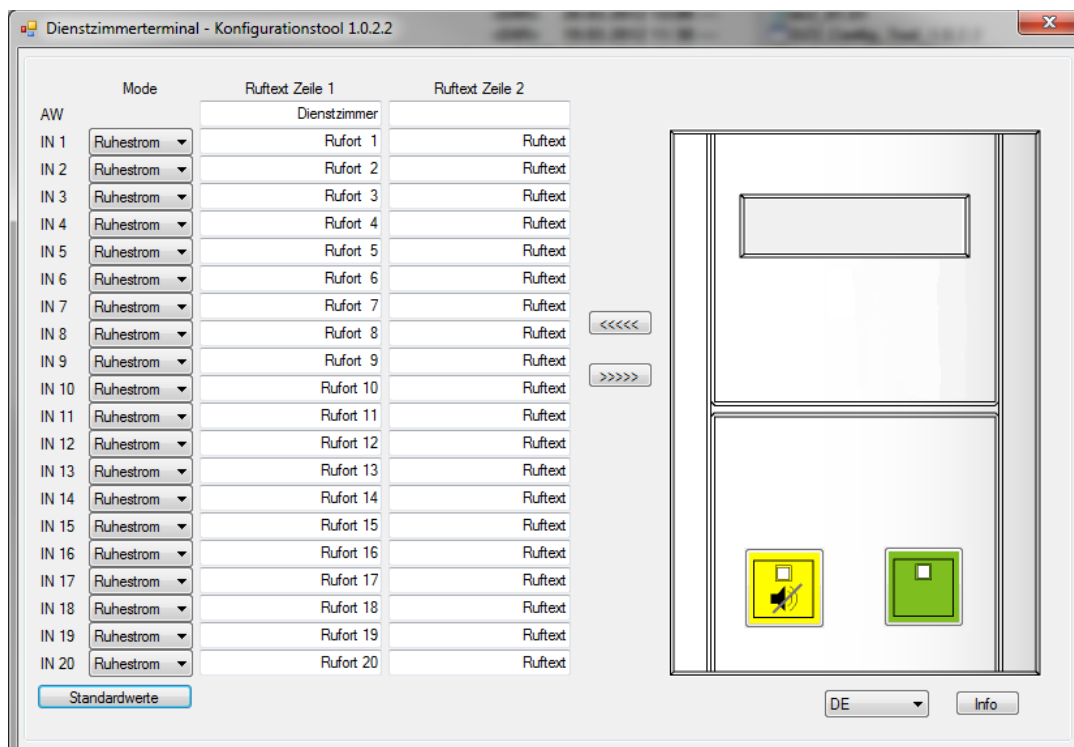 Dienstzimmerterminal - Konfigurationstool 1.0.2.2
Mode Ruftext Zeile 1 Ruftext Zeile 2
AW Dienstzimmer
IN 1 Ruhestrom Rufort 1 Ruftext
IN 2 Ruhestrom Rufort 2 Ruftext
IN 3 Ruhestrom Rufort 3 Ruftext
IN 4 Ruhestrom Rufort 4 Ruftext
IN 5 Ruhestrom Rufort 5 Ruftext
IN 6 Ruhestrom Rufort 6 Ruftext
IN 7 Ruhestrom Rufort 7 Ruftext
IN 8 Ruhestrom Rufort 8 Ruftext
<<<<<
IN 9 Ruhestrom Rufort 9 Ruftext
>>>>>
IN 10 Ruhestrom Rufort 10 Ruftext
IN 11 Ruhestrom Rufort 11 Ruftext
IN 12 Ruhestrom Rufort 12 Ruftext
IN 13 Ruhestrom Rufort 13 Ruftext
IN 14 Ruhestrom Rufort 14 Ruftext
IN 15 Ruhestrom Rufort 15 Ruftext
IN 16 Ruhestrom Rufort 16 Ruftext
IN 17 Ruhestrom Rufort 17 Ruftext
IN 18 Ruhestrom Rufort 18 Ruftext
IN 19 Ruhestrom Rufort 19 Ruftext
IN 20 Ruhestrom Rufort 20 Ruftext
Standardwerte DE Info